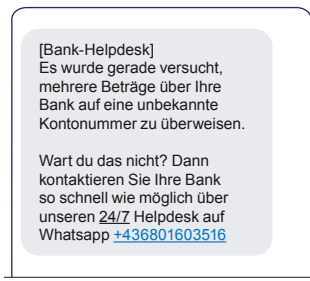 [Bank-Helpdesk]
Es wurde gerade versucht,
mehrere Beträge über Ihre
Bank auf eine unbekannte
Kontonummer zu überweisen.
Wart du das nicht? Dann
kontaktieren Sie Ihre Bank
so schnell wie möglich über
unseren 24/7 Helpdesk auf
Whatsapp +436801603516